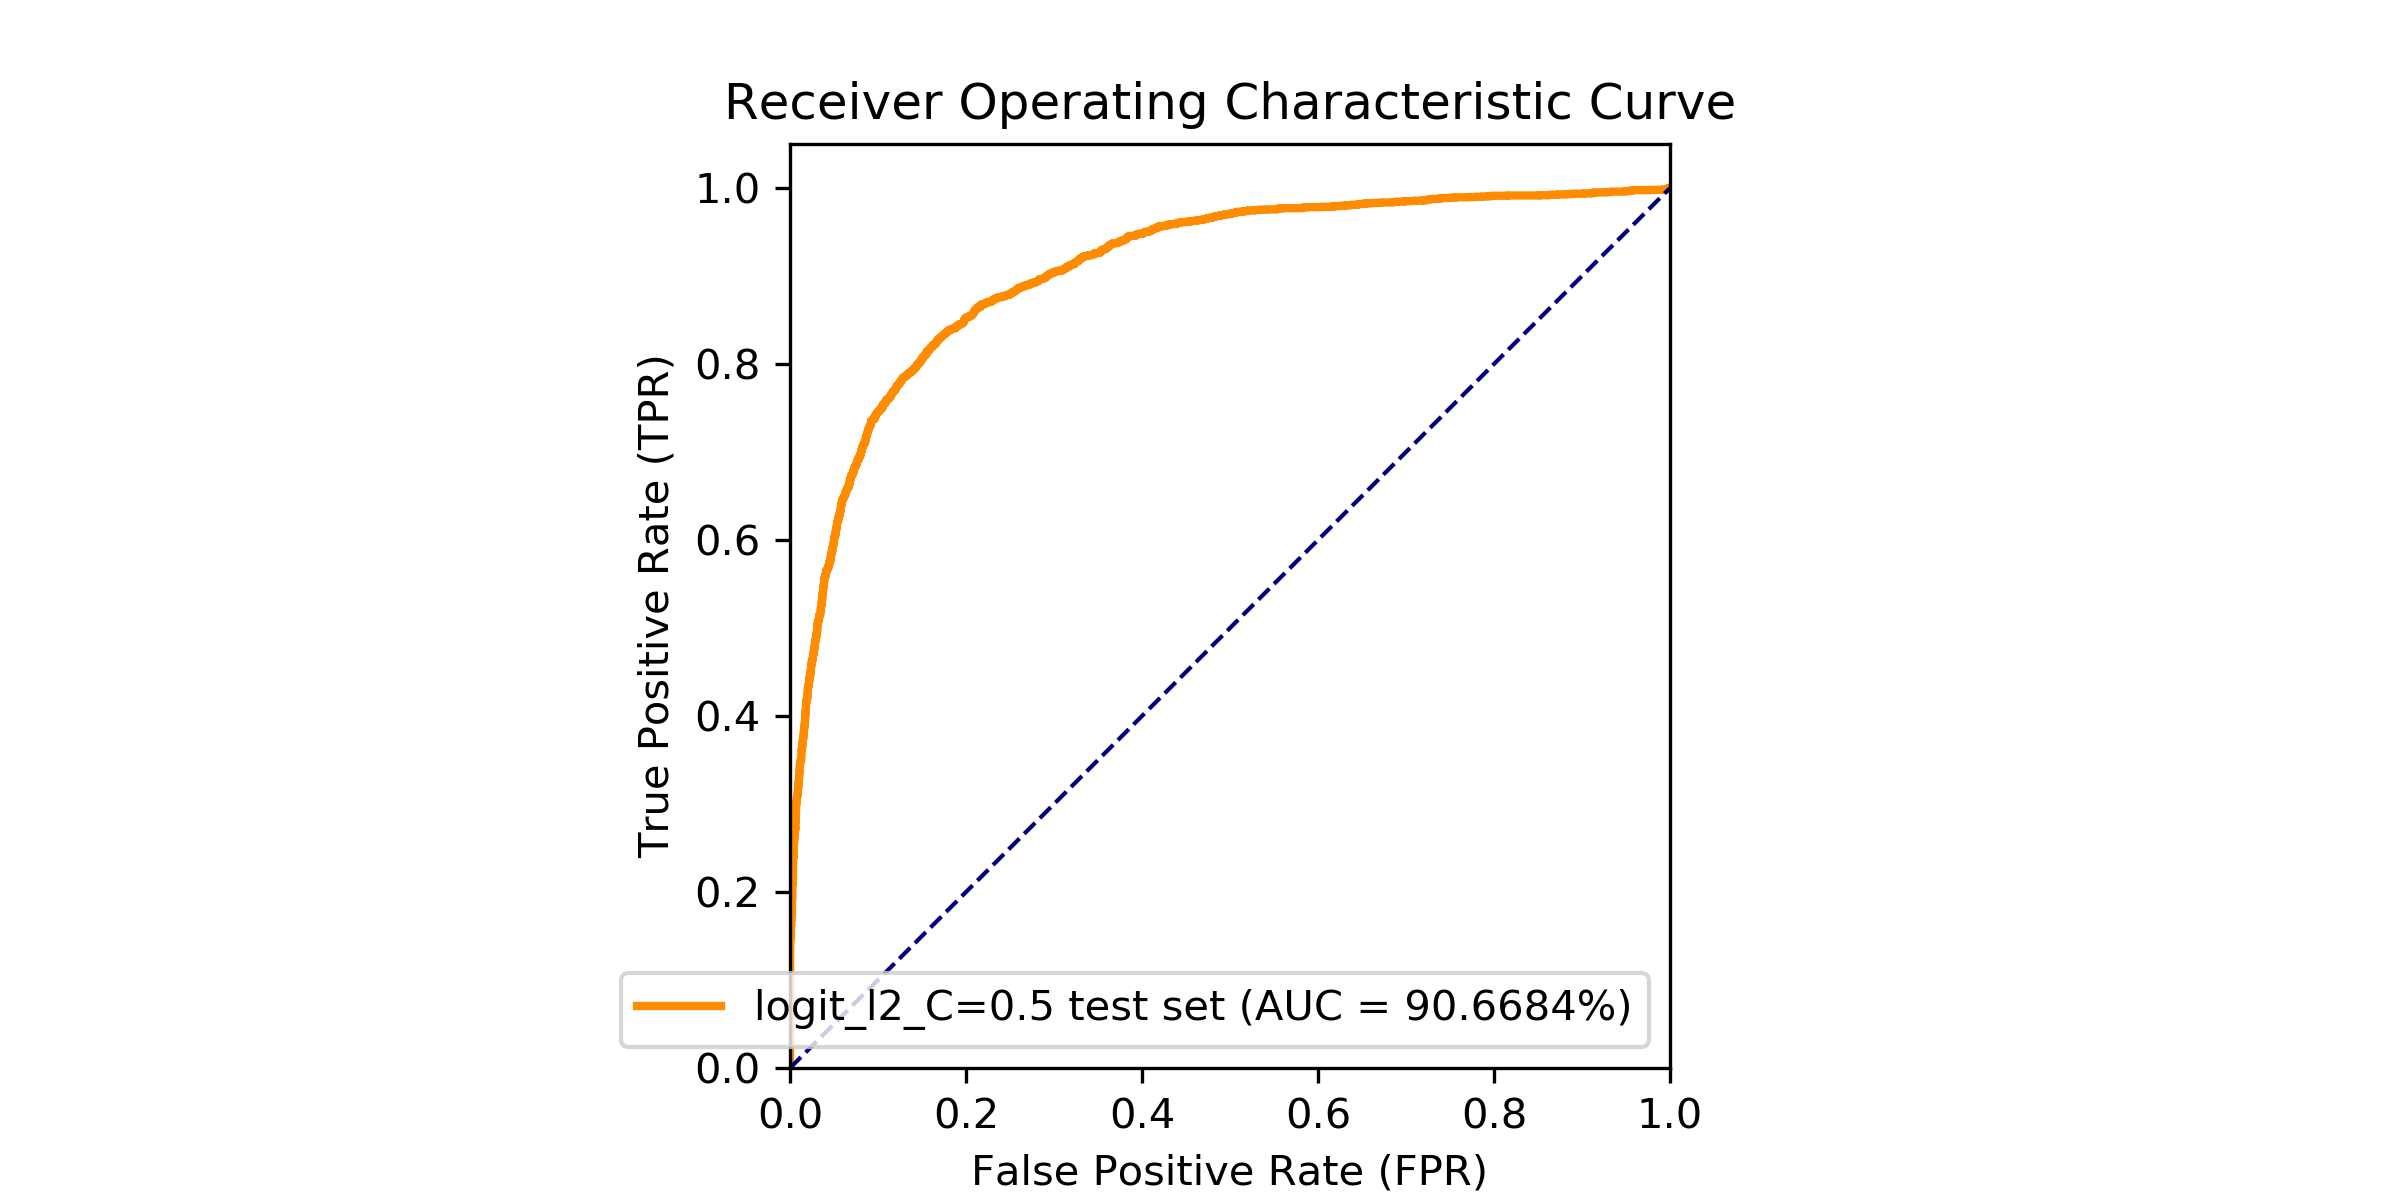 Receiver Operating Characteristic Curve
True Positive Rate (TPR)
1.0
0.8
0.6
0.4
0.2
0.0
logit_l2_C=0.5 test set (AUC = 90.6684%)
0.0 0.2 0.4 0.6 0.8 1.0
False Positive Rate (FPR)